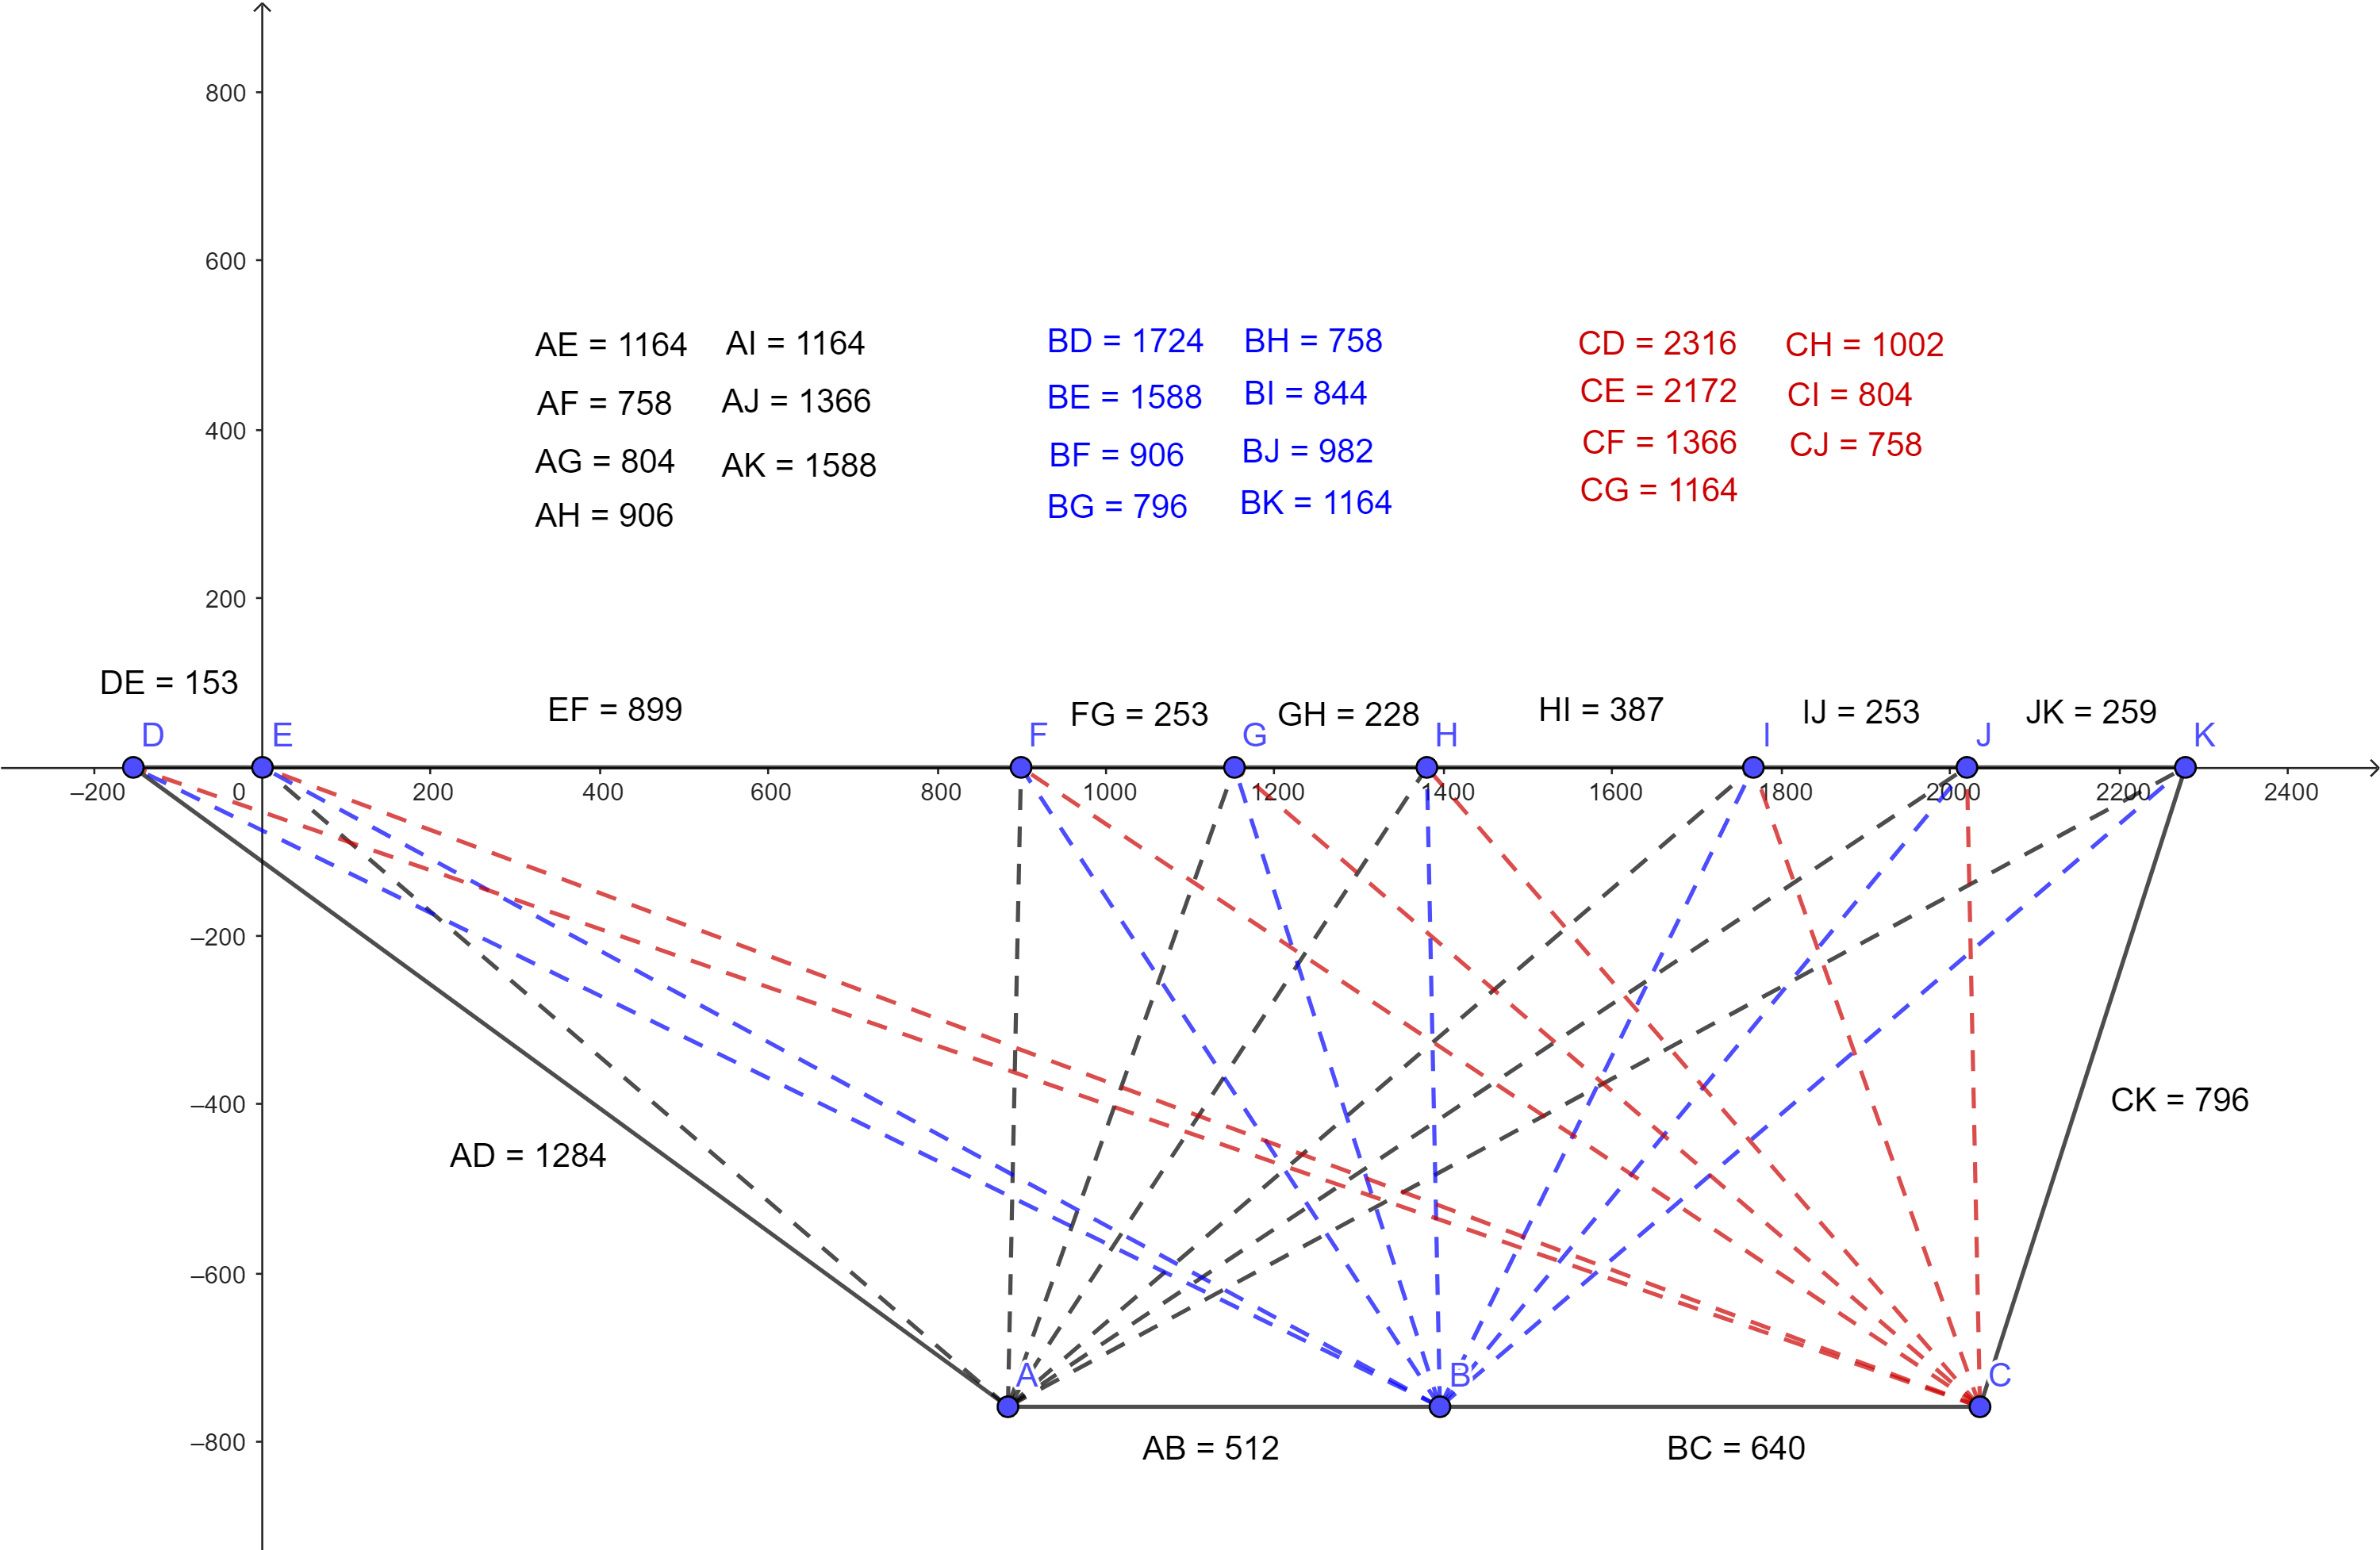 800
600
AE = 1164 AI = 1164 BD = 1724 BH = 758 CD = 2316 CH = 1002
AF = 758 AJ = 1366 BE = 1588 BI = 844 CE = 2172 CI = 804
400
AG = 804 AK = 1588 BF = 906 BJ = 982 CF = 1366 CJ = 758
AH = 906 BG = 796 BK = 1164 CG = 1164
200
DE = 153 EF = 899 FG = 253 GH = 228 HI = 387 IJ = 253 JK = 259
D E F G H I J K
–200 0 200 400 600 800 1000 1200 1400 1600 1800 2000 2200 2400
–200
–400
CK = 796
AD = 1284
–600
A B C
–800
AB = 512 BC = 640